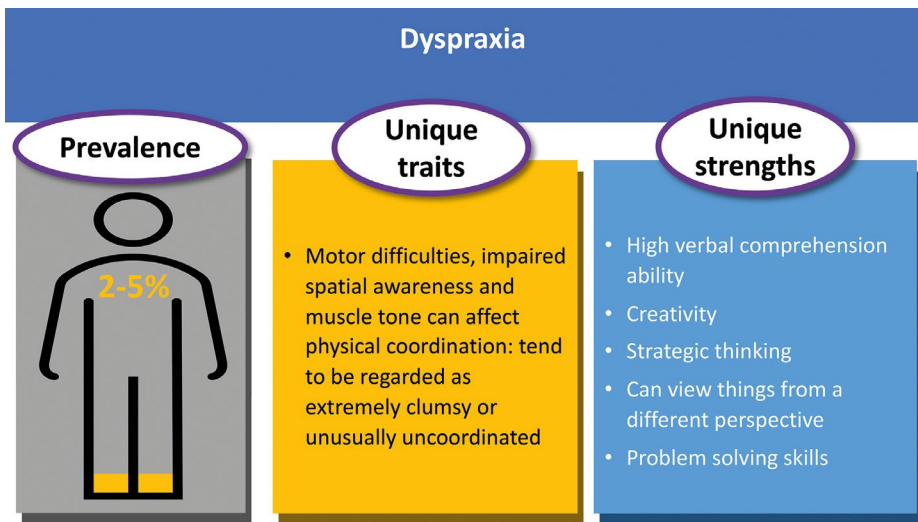 Dyspraxia
Prevalence
2-5%
Unique
traits
• Motor difficulties, impaired
spatial awareness and
muscle tone can affect
physical coordination: tend
to be regarded as
extremely clumsy or
unusually uncoordinated
Unique
strengths
• High verbal comprehension
ability
• Creativity
• Strategic thinking
• Can view things from a
different perspective
• Problem solving skills